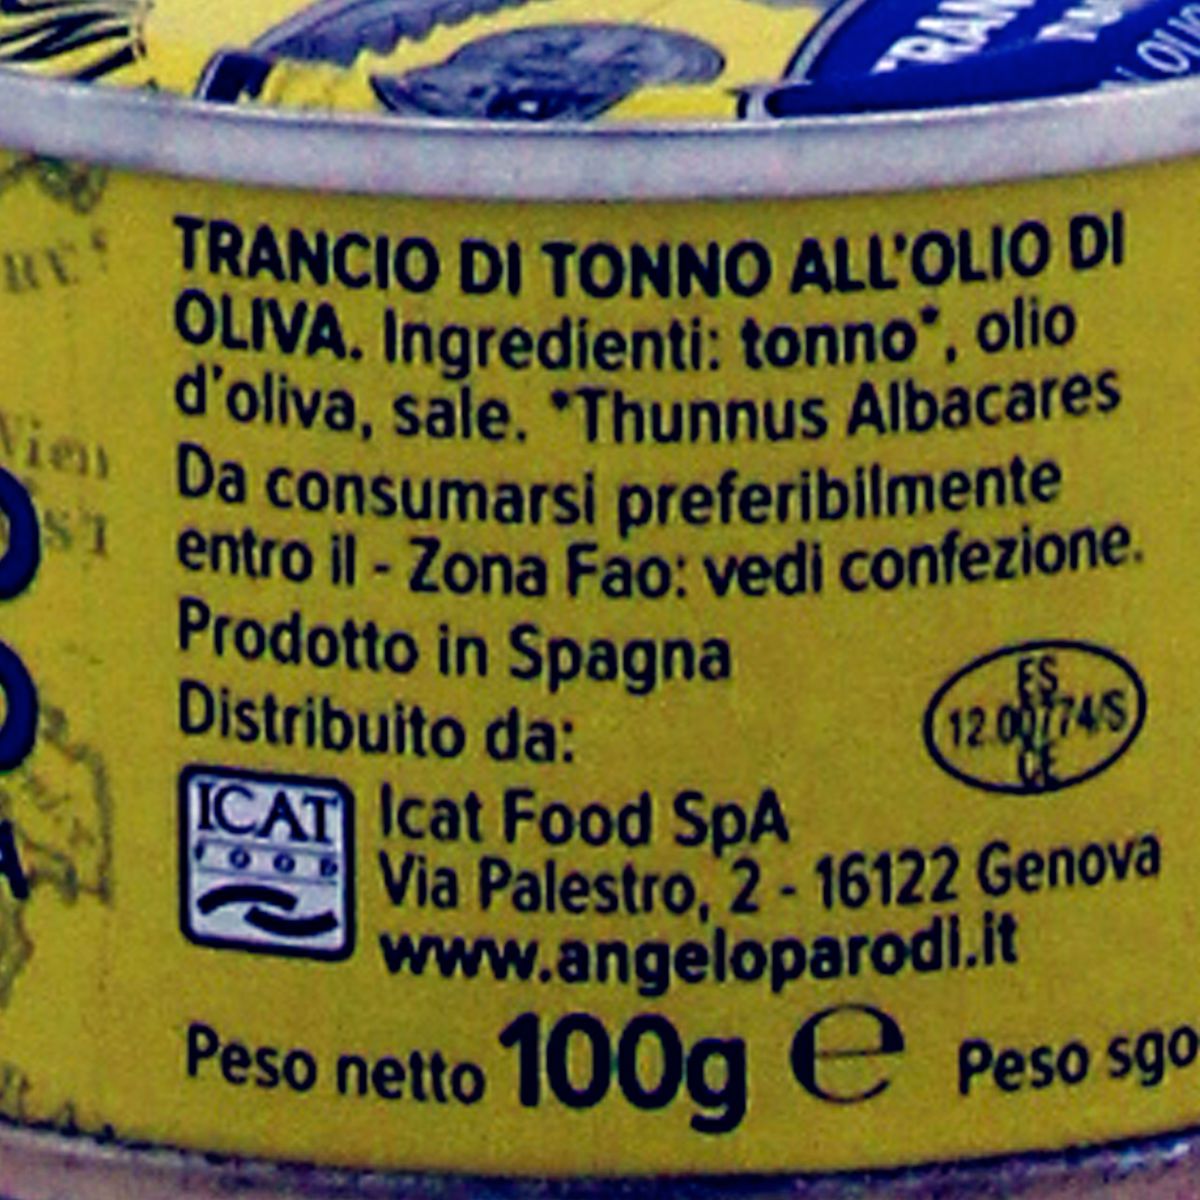 TRANCIO DI TONNO ALL'OLIO DI
OLIVA. Ingredienti: tonno*, olio
d'oliva, sale. *Thunnus Albacares
Da consumarsi preferibilmente
entro il - Zona Fao: vedi confezione.
Prodotto in Spagna
Distribuito da:
ES
12.00774/S
CE
ICAT
FOOD
Icat Food SpA
Via Palestro, 2 - 16122 Genova
www.angeloparodi.it
Peso netto 100g ℮ Peso sgo